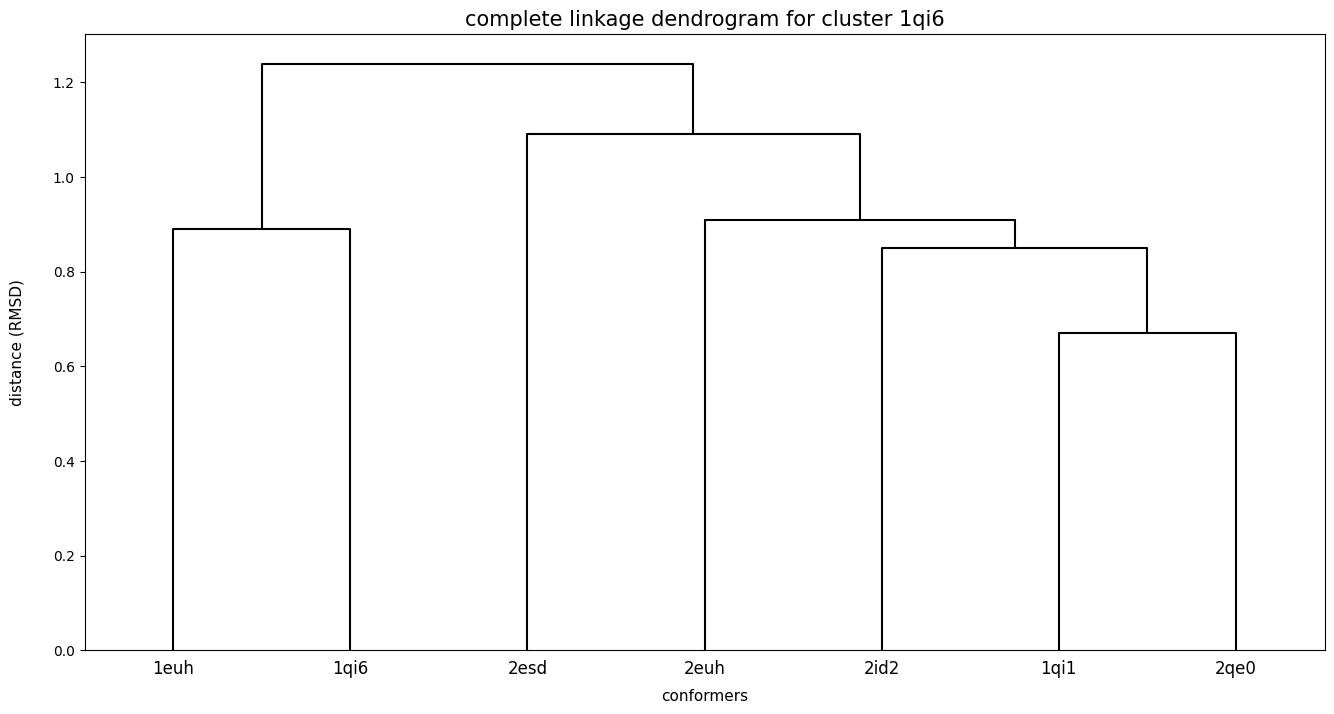 complete linkage dendrogram for cluster 1qi6
1.2
1.0
0.8
0.6
0.4
0.2
0.0
distance (RMSD)
1euh 1qi6 2esd 2euh 2id2 1qi1 2qe0
conformers